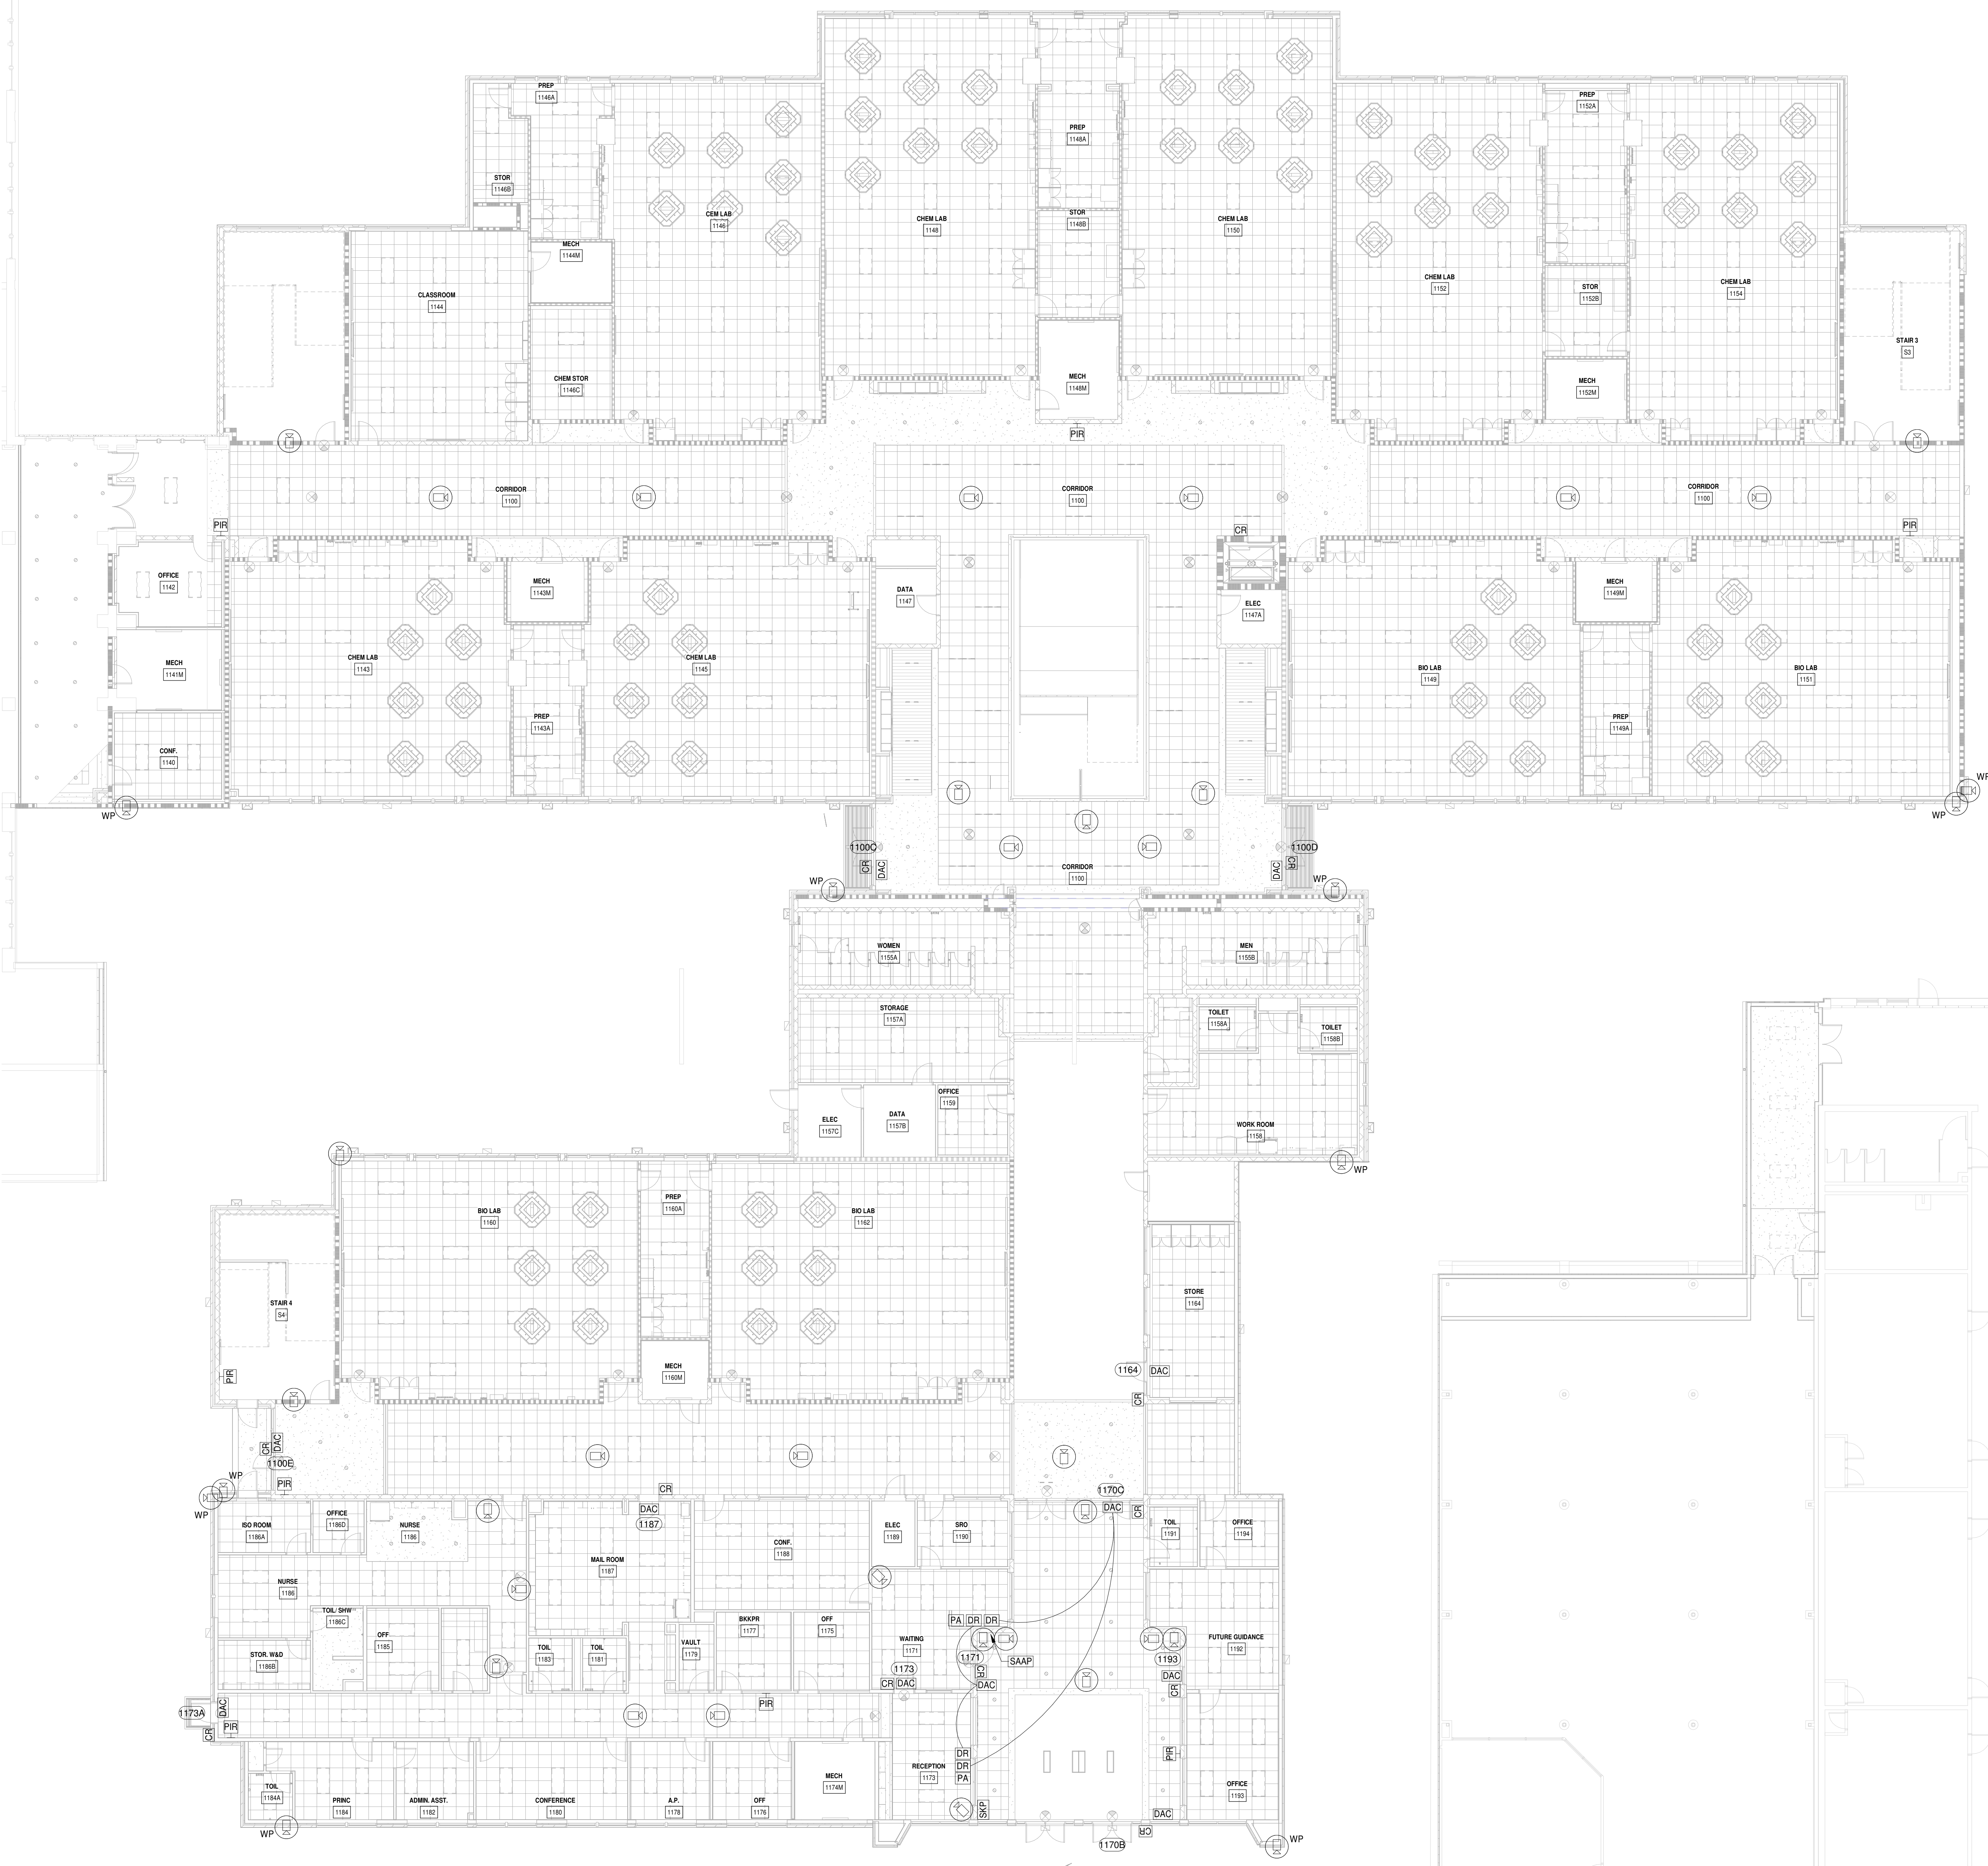 PREP
1146A
STOR
1146B
MECH
1144M
CEM LAB
1146
CLASSROOM
1144
CHEM STOR
1146C
CHEM LAB
1148
PREP
1148A
STOR
1148B
MECH
1148M
PIR
CHEM LAB
1150
PREP
1152A
CHEM LAB
1152
STOR
1152B
MECH
1152M
CHEM LAB
1154
STAIR 3
S3
CORRIDOR
1100
CORRIDOR
1100
CORRIDOR
1100
PIR
CR
PIR
OFFICE
1142
MECH
1141M
CONF.
1140
WP
CHEM LAB
1143
MECH
1143M
PREP
1143A
CHEM LAB
1145
DATA
1147
ELEC
1147A
BIO LAB
1149
MECH
1149M
PREP
1149A
BIO LAB
1151
WP
WP
1100C
CR
DAC
WP
CORRIDOR
1100
1100D
DAC
CR
WP
WOMEN
1155A
MEN
1155B
STORAGE
1157A
TOILET
1158A
TOILET
1158B
ELEC
1157C
DATA
1157B
OFFICE
1159
WORK ROOM
1158
WP
BIO LAB
1160
PREP
1160A
BIO LAB
1162
MECH
1160M
STAIR 4
S4
PIR
STORE
1164
1164
DAC
CR
CR
DAC
1100E
PIR
WP
WP
ISO ROOM
1186A
OFFICE
1186D
NURSE
1186
CR
DAC
1187
MAIL ROOM
1187
CONF.
1188
ELEC
1189
SRO
1190
1170C
DAC
CR
TOIL
1191
OFFICE
1194
NURSE
1186
TOIL/ SHW
1186C
OFF
1185
STOR. W&D
1186B
TOIL
1183
TOIL
1181
VAULT
1179
BKKPR
1177
OFF
1175
WAITING
1171
PA
DR
DR
1171
SAAP
CR
DAC
1173
CR
DAC
1193
DAC
CR
FUTURE GUIDANCE
1192
1173A
DAC
CR
PIR
PIR
TOIL
1184A
PRINC
1184
ADMIN. ASST.
1182
CONFERENCE
1180
A.P.
1178
OFF
1176
MECH
1174M
RECEPTION
1173
DR
DR
PA
SKP
PIR
OFFICE
1193
DAC
CR
1170B
WP
WP